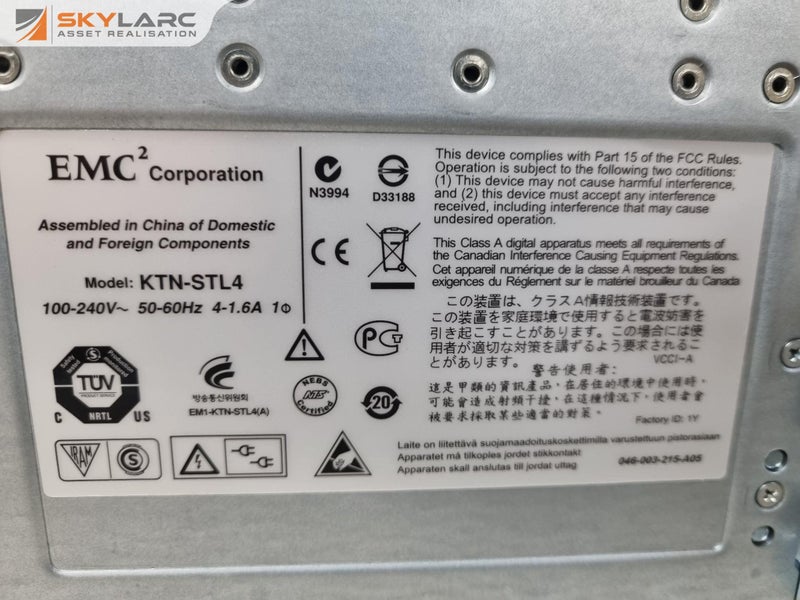 SKYLARC
ASSET REALISATION
EMC² Corporation
Assembled in China of Domestic
and Foreign Components
Model: KTN-STL4
100-240V~ 50-60Hz 4-1.6A 1Φ
N3994
D33188
CE
Safety tested
Production monitored
TÜV
NRTL
C US
방송통신위원회
EM1-KTN-STL4(A)
NEBS
Certified
20
IRAM
S
This device complies with Part 15 of the FCC Rules.
Operation is subject to the following two conditions:
(1) This device may not cause harmful interference,
and (2) this device must accept any interference
received, including interference that may cause
undesired operation.
This Class A digital apparatus meets all requirements of
the Canadian Interference Causing Equipment Regulations.
Cet appareil numérique de la classe A respecte toutes les
exigences du Réglement sur le matériel brouilleur du Canada
この装置は、クラスA情報技術装置です。
この装置を家庭環境で使用すると電波妨害を
引き起こすことがあります。この場合には使
用者が適切な対策を講ずるよう要求されるこ
とがあります。 VCCI-A
警告使用者:
這是甲類的資訊產品,在居住的環境中使用時,
可能會造成射頻干擾,在這種情況下,使用者會
被要求採取某些適當的對策。
Factory ID: 1Y
Laite on liitettävä suojamaadoituskoskettimilla varustettuun pistorasiaan
Apparatet må tilkoples jordet stikkontakt
Apparaten skall anslutas till jordat uttag
046-003-215-A05